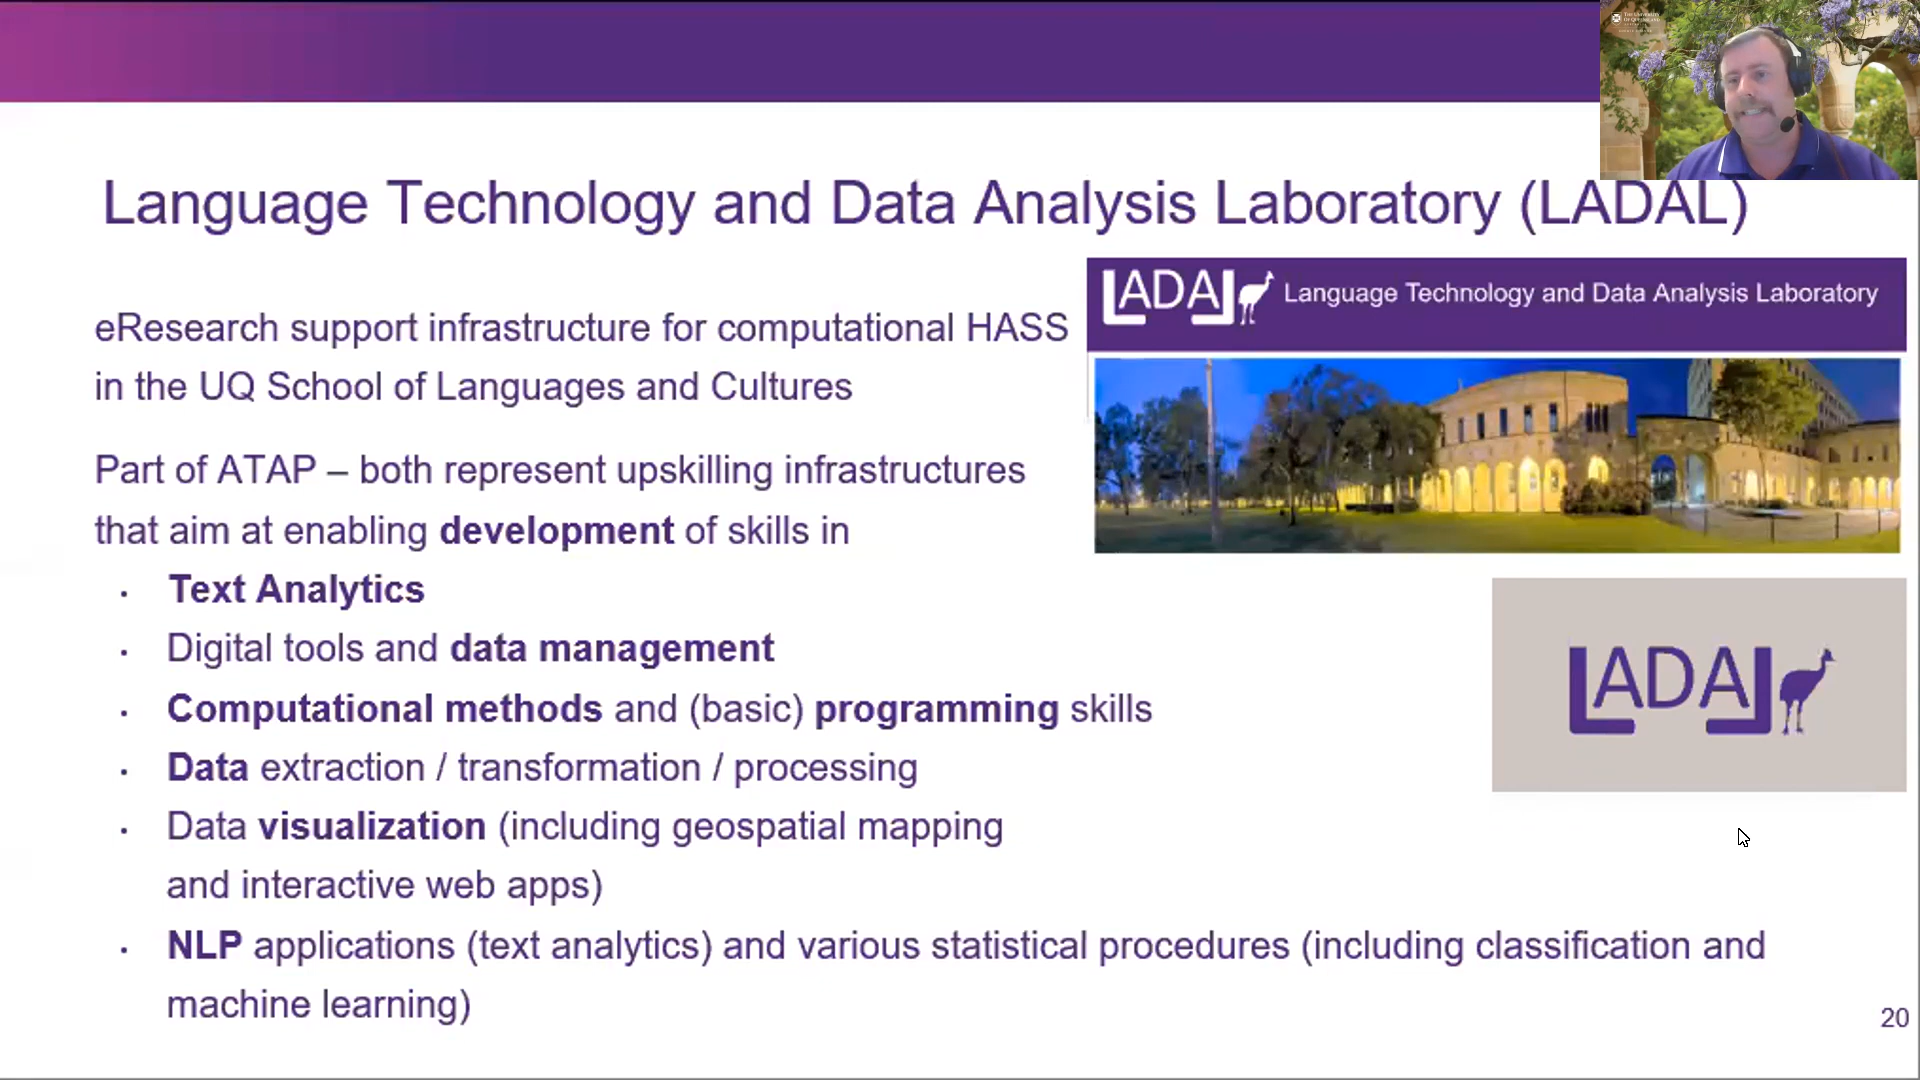 THE UNIVERSITY
OF QUEENSLAND
Language Technology and Data Analysis Laboratory (LADAL)
LADAL Language Technology and Data Analysis Laboratory
eResearch support infrastructure for computational HASS
in the UQ School of Languages and Cultures
Part of ATAP – both represent upskilling infrastructures
that aim at enabling development of skills in
• Text Analytics
• Digital tools and data management
LADAL
• Computational methods and (basic) programming skills
• Data extraction / transformation / processing
• Data visualization (including geospatial mapping
and interactive web apps)
• NLP applications (text analytics) and various statistical procedures (including classification and
machine learning)
20